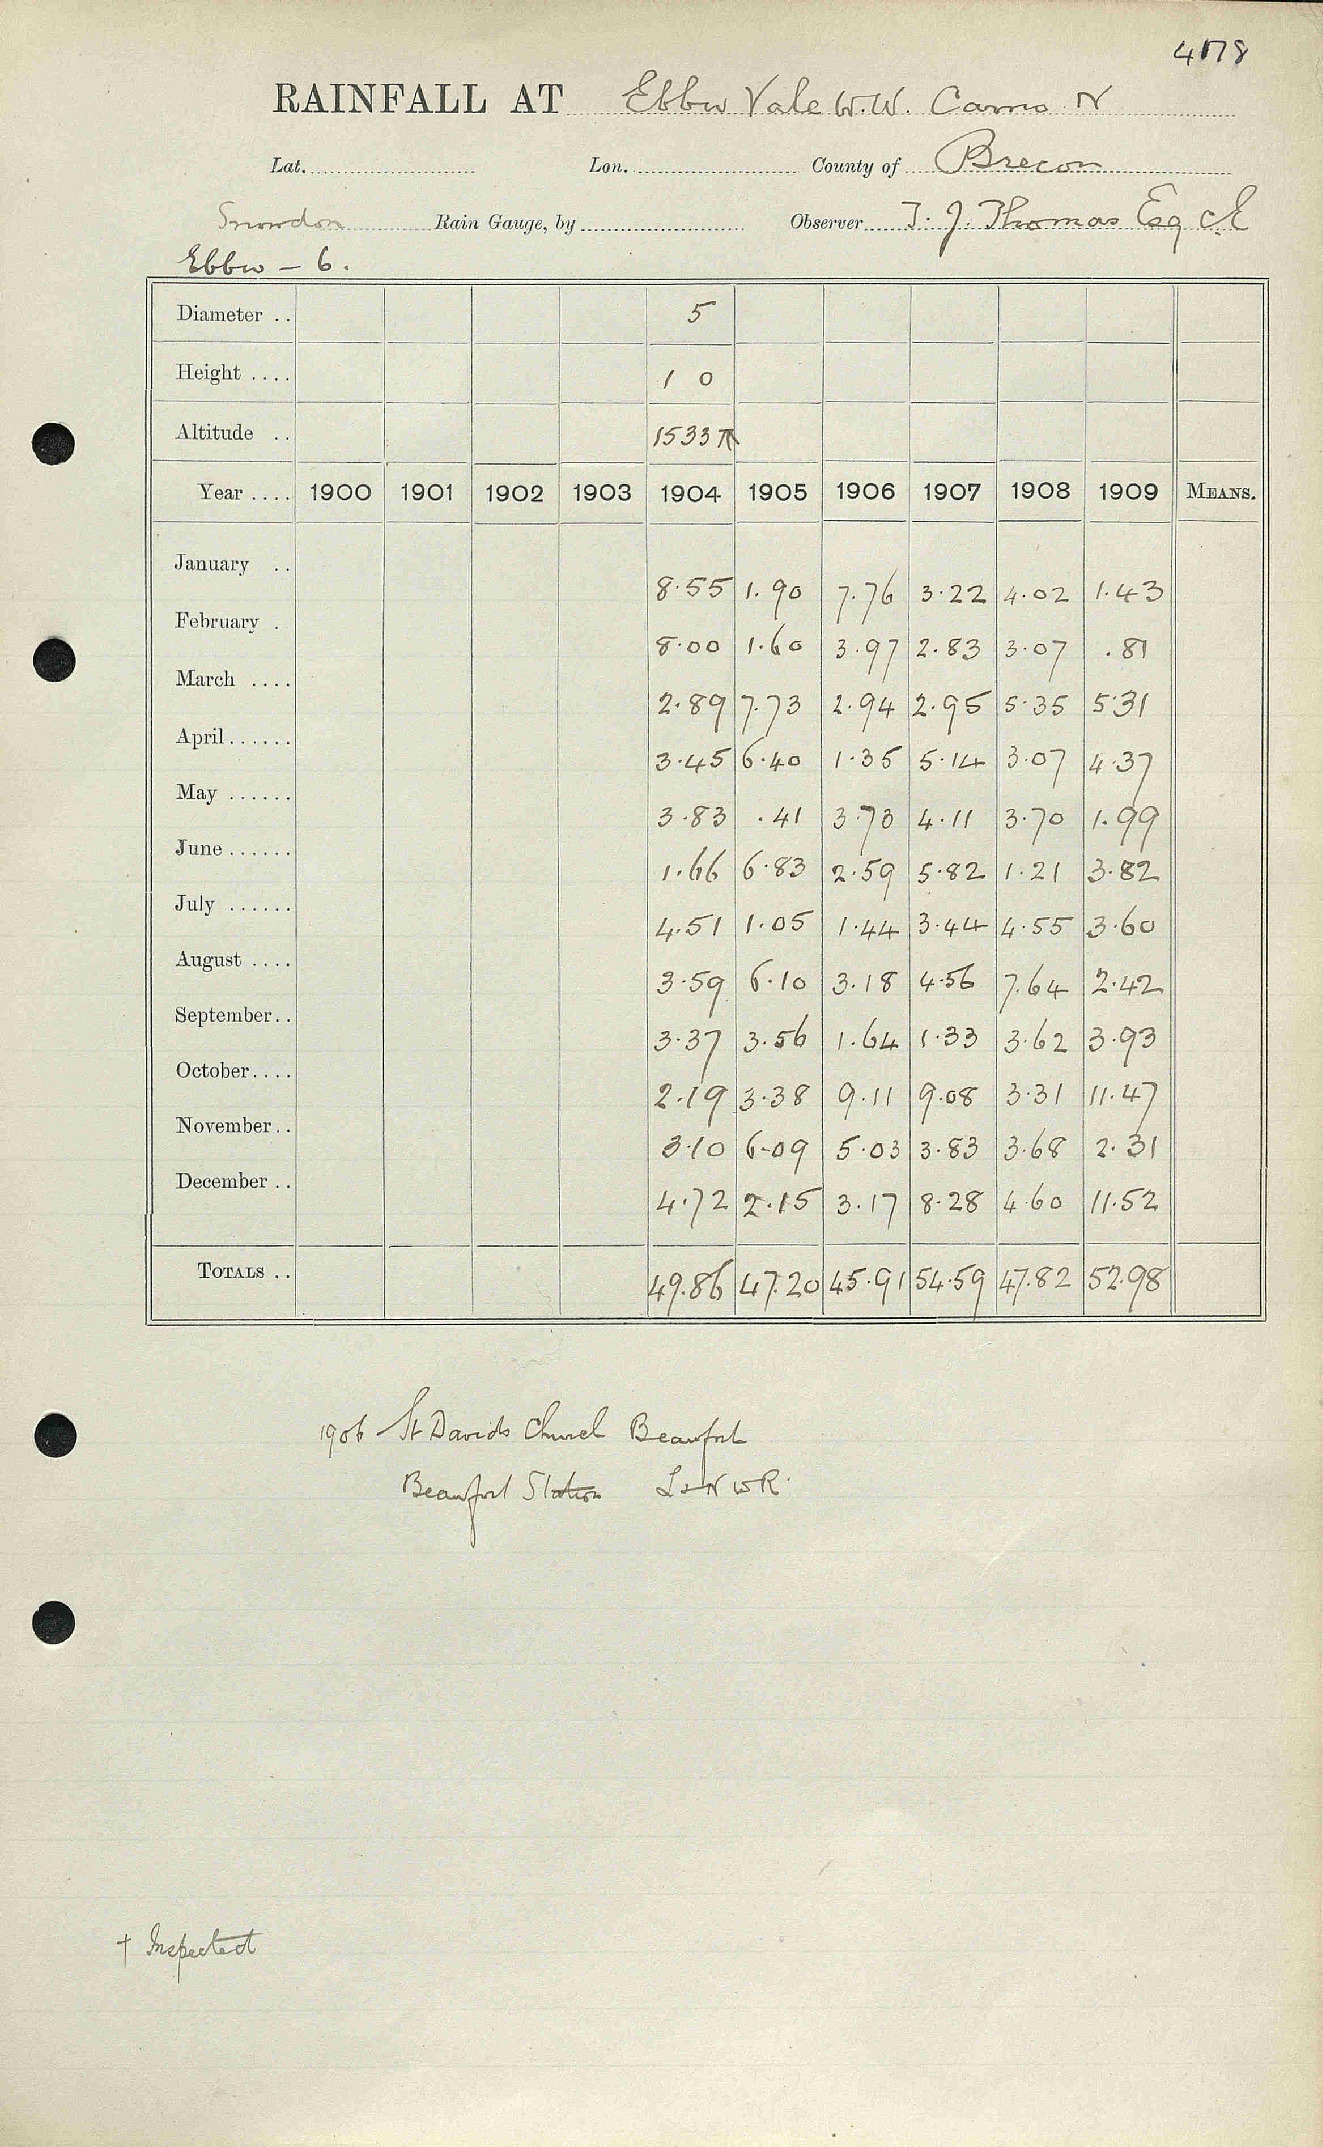 4178
RAINFALL AT Ebbw Vale W.W. Carno N
Lat. Lon. County of Brecon
Snowdon Rain Gauge, by Observer T. J. Thomas Esq C.E
Ebbw – 6.
Diameter .. 5
Height .... 1 0
Altitude .. 1533
Year .... 1900 1901 1902 1903 1904 1905 1906 1907 1908 1909 MEANS.
January .. 8.55 1.90 7.76 3.22 4.02 1.43
February . 8.00 1.60 3.97 2.83 3.07 .81
March .... 2.89 7.73 2.94 2.95 5.35 5.31
April...... 3.45 6.40 1.35 5.14 3.07 4.37
May ...... 3.83 .41 3.73 4.11 3.70 1.99
June...... 1.66 6.83 2.59 5.82 1.21 3.82
July ...... 4.51 1.05 1.44 3.44 4.55 3.60
August .... 3.59 6.10 3.18 4.56 7.64 2.42
September.. 3.37 3.56 1.64 1.33 3.62 3.93
October.... 2.19 3.38 9.11 9.08 3.31 11.47
November.. 3.10 6.09 5.03 3.83 3.68 2.31
December .. 4.72 2.15 3.17 8.28 4.60 11.52
TOTALS .. 49.86 47.20 45.91 54.59 47.82 52.98
1906 St Davids Church Beaufort
Beaufort Station L & N W R.
† Inspected